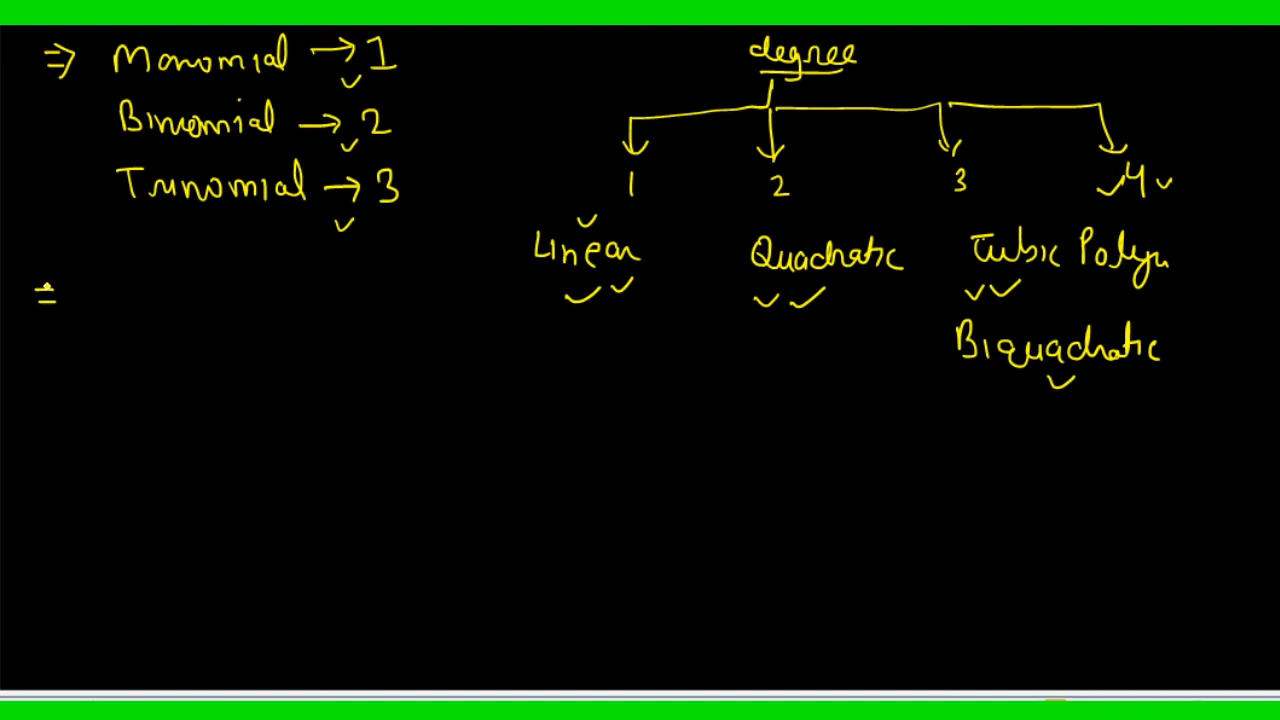 ⇒ Monomial → 1
Binomial → 2
Trinomial → 3
=
degree
1 2 3 4
Linear Quadratic Cubic Polyn
Biquadratic